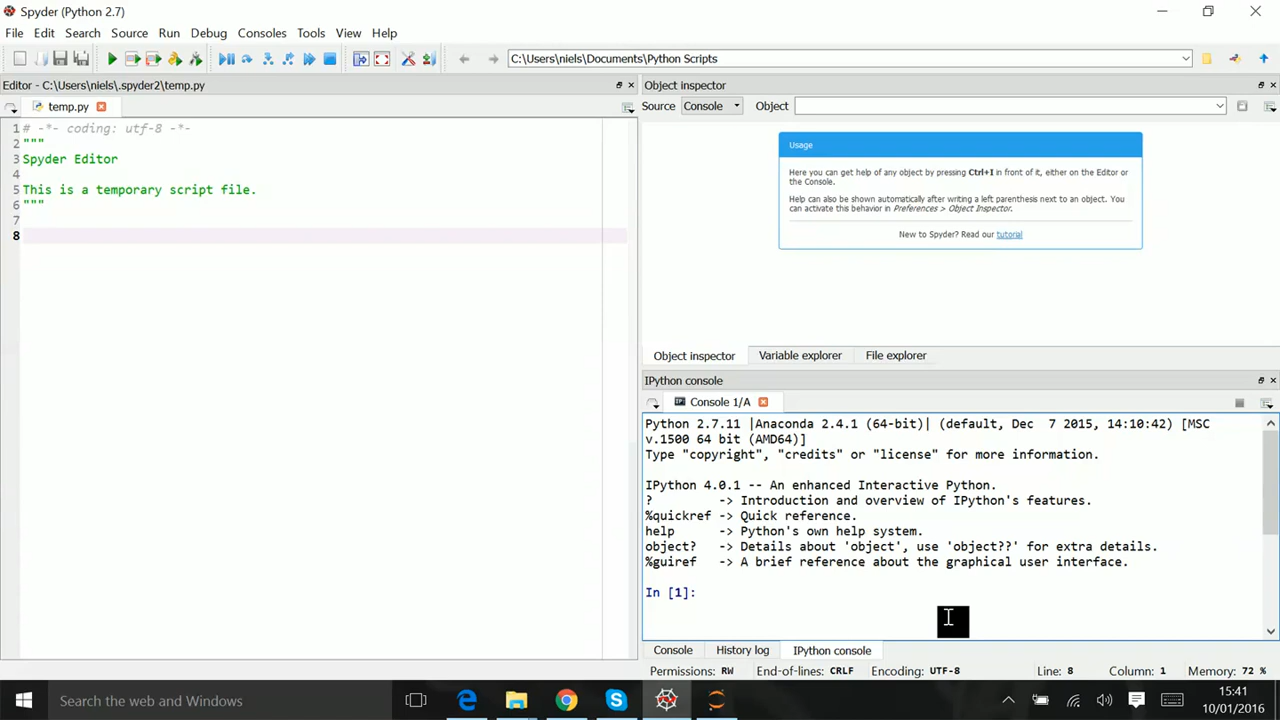 Spyder (Python 2.7)
File Edit Search Source Run Debug Consoles Tools View Help
C:\Users\niels\Documents\Python Scripts
Editor - C:\Users\niels\.spyder2\temp.py
temp.py
1 # -*- coding: utf-8 -*-
2 """
3 Spyder Editor
4
5 This is a temporary script file.
6 """
7
8
Object inspector
Source Console Object
Usage
Here you can get help of any object by pressing Ctrl+I in front of it, either on the Editor or
the Console.
Help can also be shown automatically after writing a left parenthesis next to an object. You
can activate this behavior in Preferences > Object Inspector.
New to Spyder? Read our tutorial
Object inspector Variable explorer File explorer
IPython console
Console 1/A
Python 2.7.11 |Anaconda 2.4.1 (64-bit)| (default, Dec  7 2015, 14:10:42) [MSC
v.1500 64 bit (AMD64)]
Type "copyright", "credits" or "license" for more information.
IPython 4.0.1 -- An enhanced Interactive Python.
?         -> Introduction and overview of IPython's features.
%quickref -> Quick reference.
help      -> Python's own help system.
object?   -> Details about 'object', use 'object??' for extra details.
%guiref   -> A brief reference about the graphical user interface.
In [1]:
Console History log IPython console
Permissions: RW End-of-lines: CRLF Encoding: UTF-8 Line: 8 Column: 1 Memory: 72 %
Search the web and Windows
15:41
10/01/2016